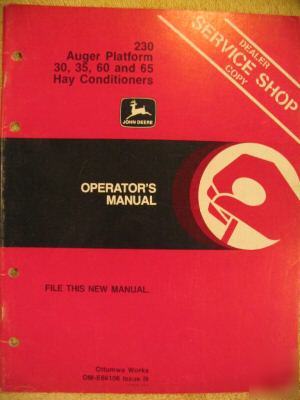 230
Auger Platform
30, 35, 60 and 65
Hay Conditioners
DEALER
SERVICE SHOP
COPY
JOHN DEERE
OPERATOR'S
MANUAL
FILE THIS NEW MANUAL.
Ottumwa Works